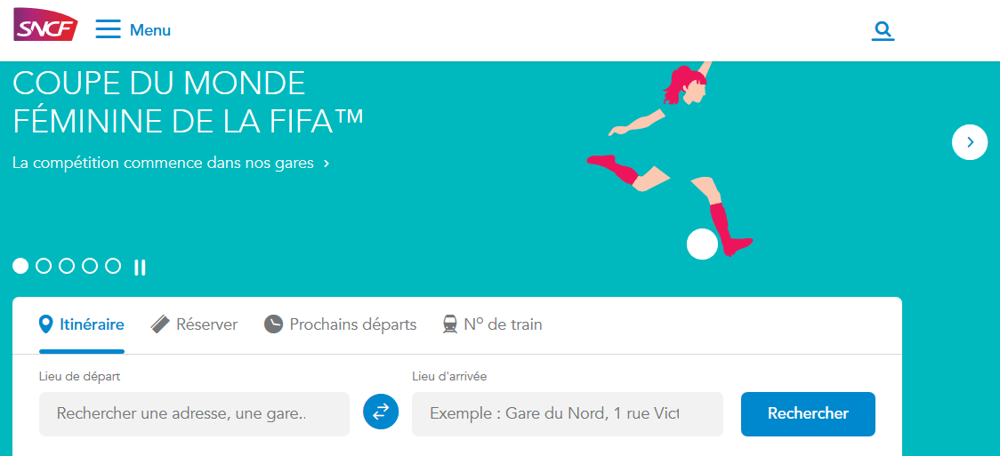 SNCF
Menu
COUPE DU MONDE
FÉMININE DE LA FIFA™
La compétition commence dans nos gares
Itinéraire
Réserver
Prochains départs
N° de train
Lieu de départ
Lieu d'arrivée
Rechercher une adresse, une gare..
Exemple : Gare du Nord, 1 rue Vict
Rechercher